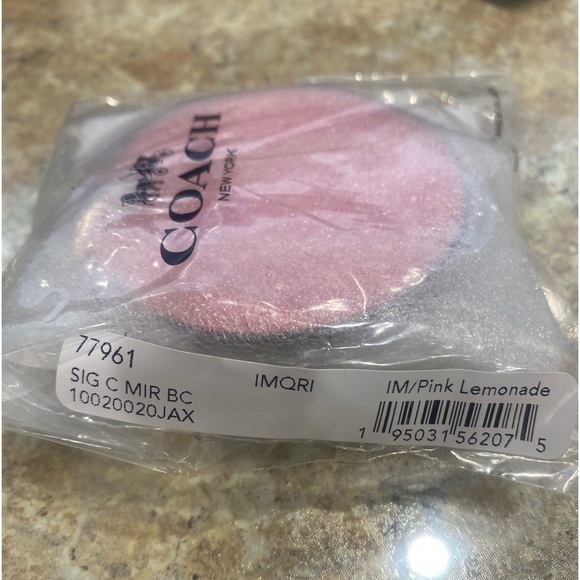 COACH
NEW YORK
77961
SIG C MIR BC
10020020JAX
IMQRI
IM/Pink Lemonade
1 95031 56207 5